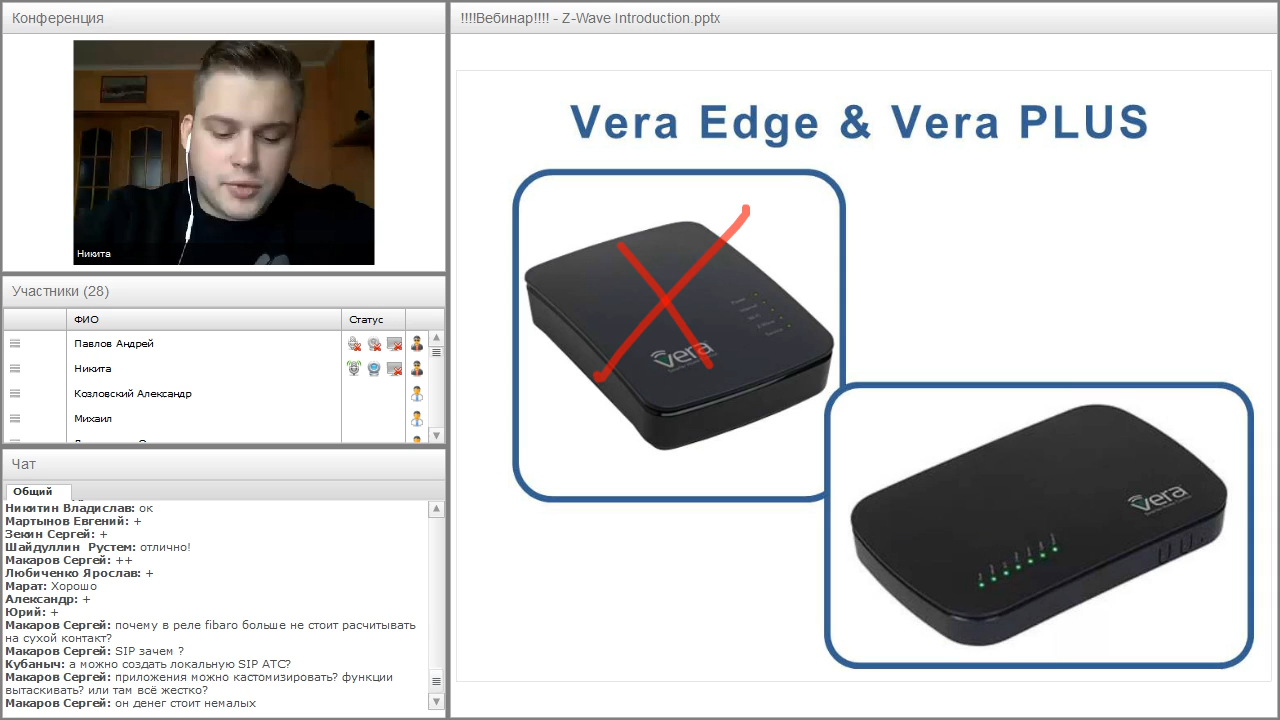 Конференция
Никита
Участники (28)
ФИО Статус
Павлов Андрей
Никита
Козловский Александр
Михаил
Чат
Общий
Никитин Владислав: ок
Мартынов Евгений: +
Зекин Сергей: +
Шайдуллин Рустем: отлично!
Макаров Сергей: ++
Любиченко Ярослав: +
Марат: Хорошо
Александр: +
Юрий: +
Макаров Сергей: почему в реле fibaro больше не стоит расчитывать
на сухой контакт?
Макаров Сергей: SIP зачем ?
Кубаныч: а можно создать локальную SIP АТС?
Макаров Сергей: приложения можно кастомизировать? функции
вытаскивать? или там всё жёстко?
Макаров Сергей: он денег стоит немалых
!!!!Вебинар!!!! - Z-Wave Introduction.pptx
Vera Edge & Vera PLUS
vera
vera